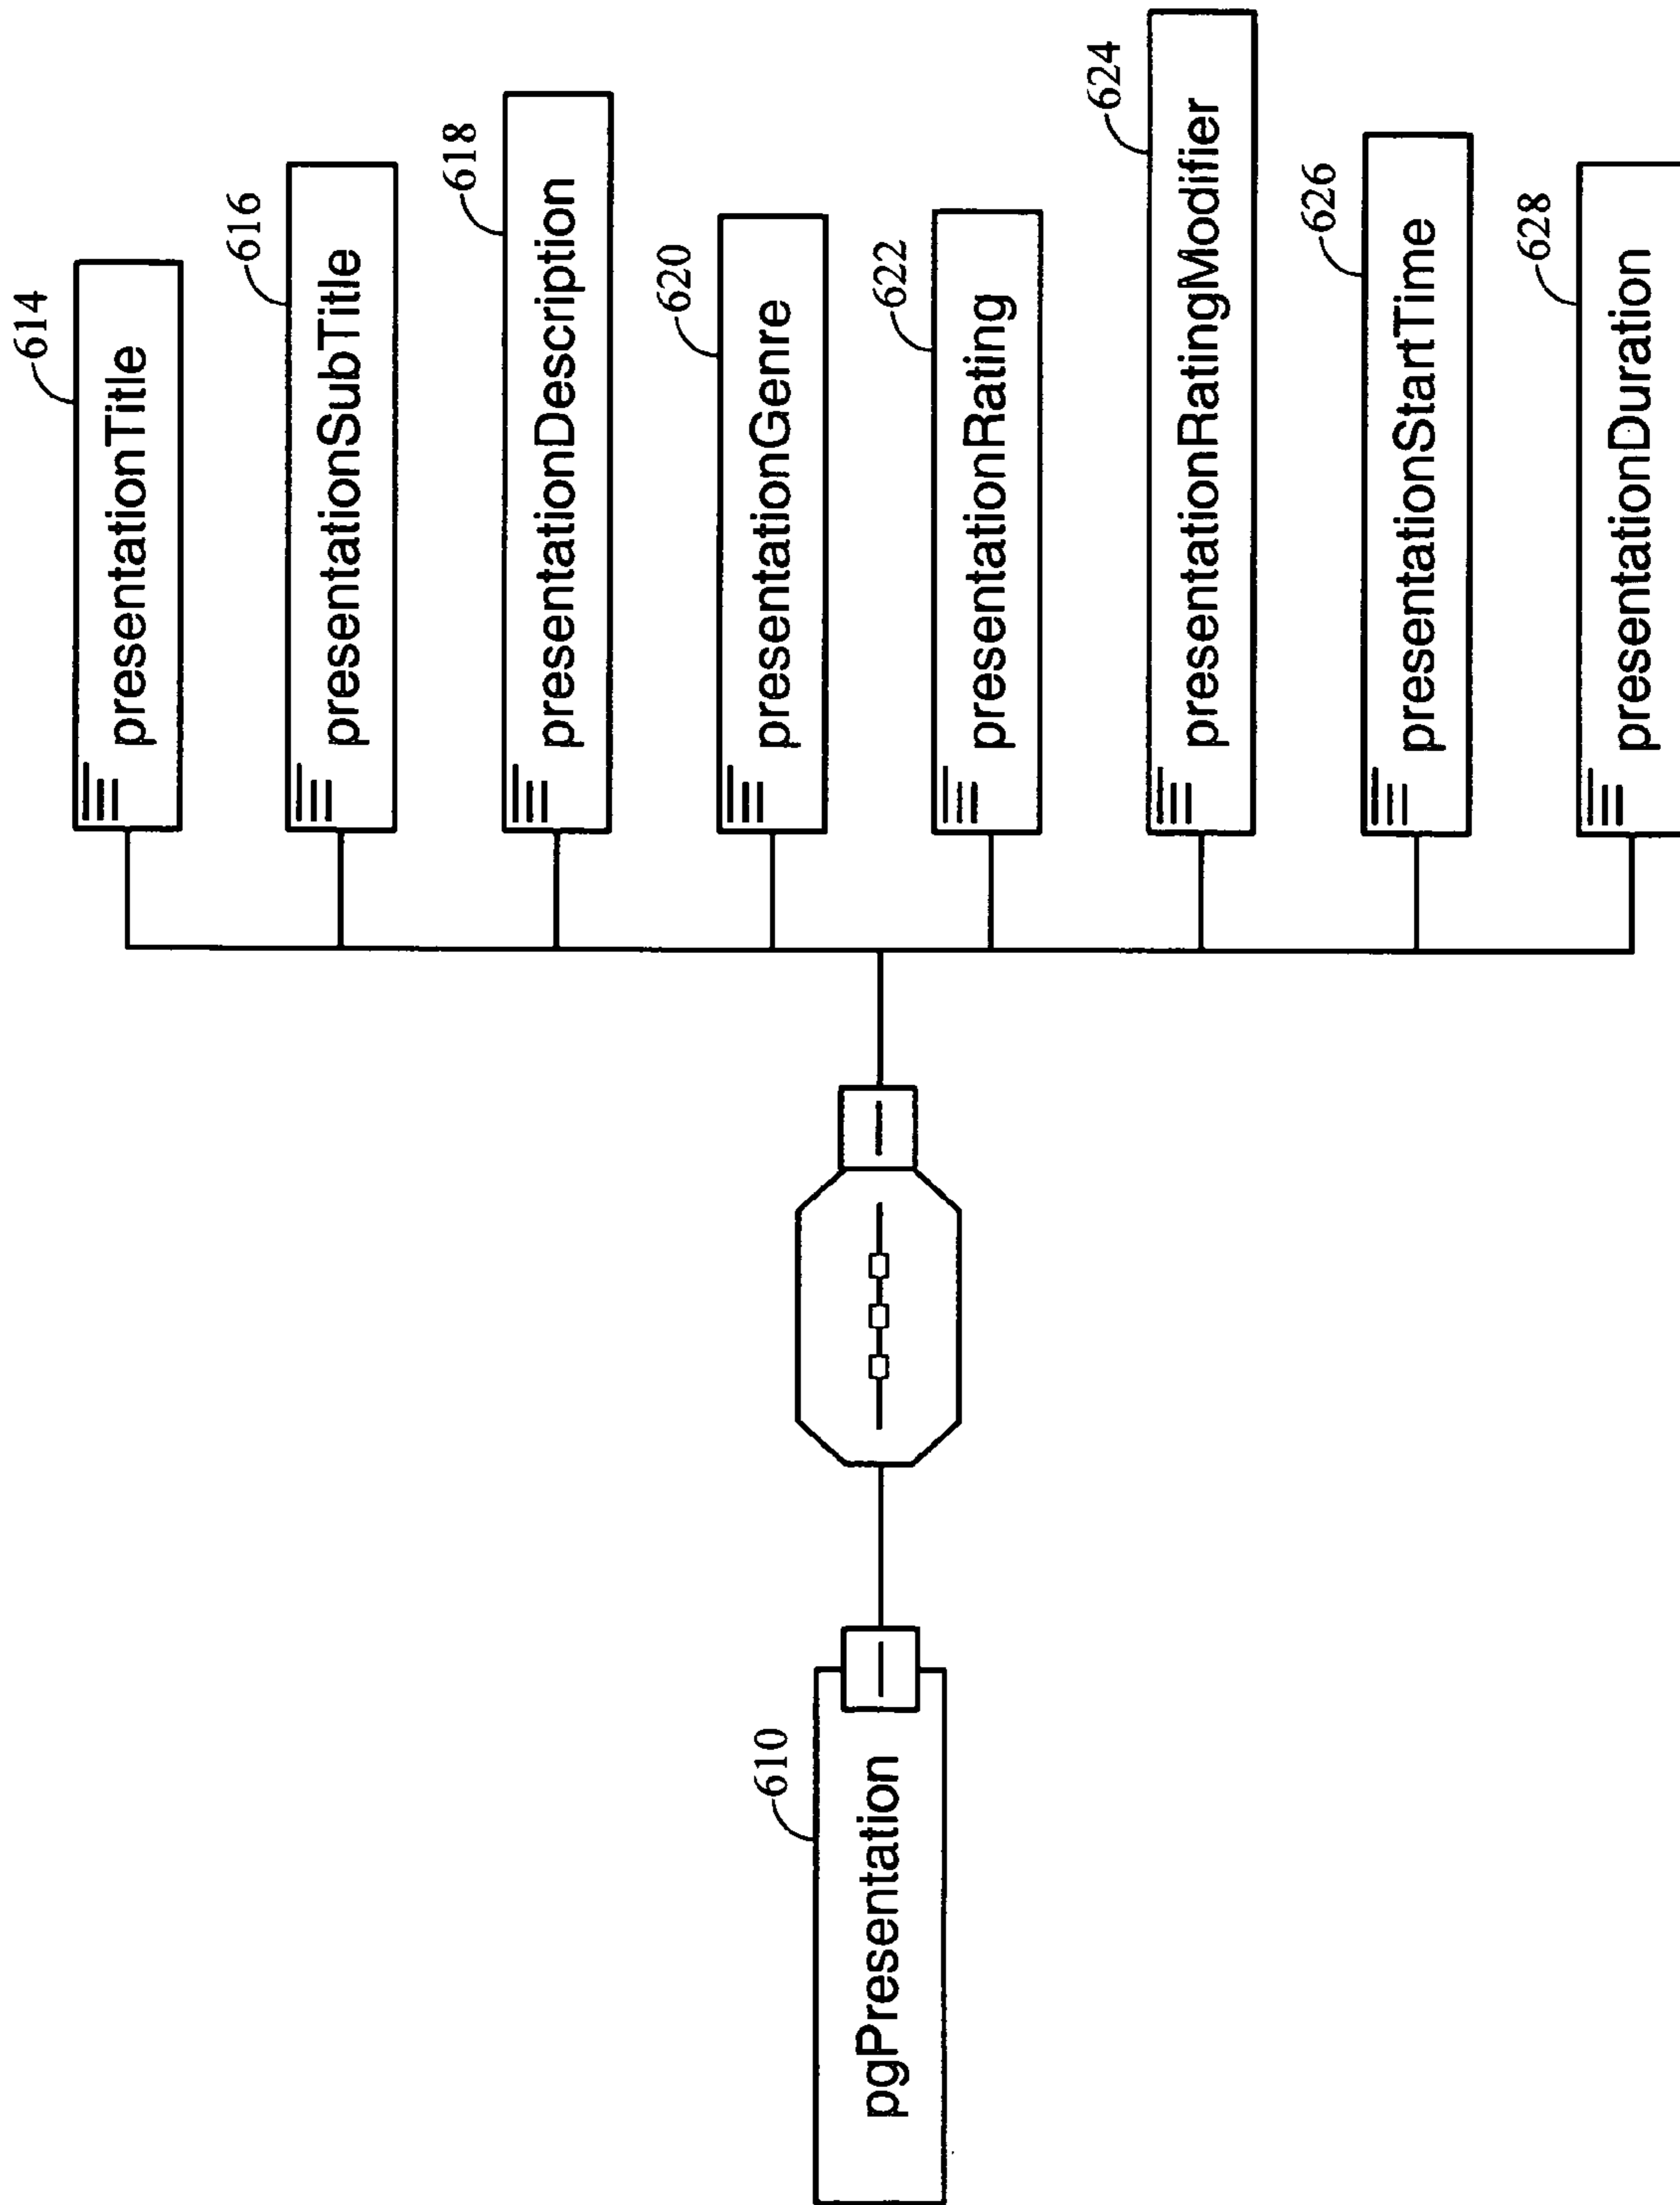 610
pgPresentation
614
presentationTitle
616
presentationSubTitle
618
presentationDescription
620
presentationGenre
622
presentationRating
624
presentationRatingModifier
626
presentationStartTime
628
presentationDuration